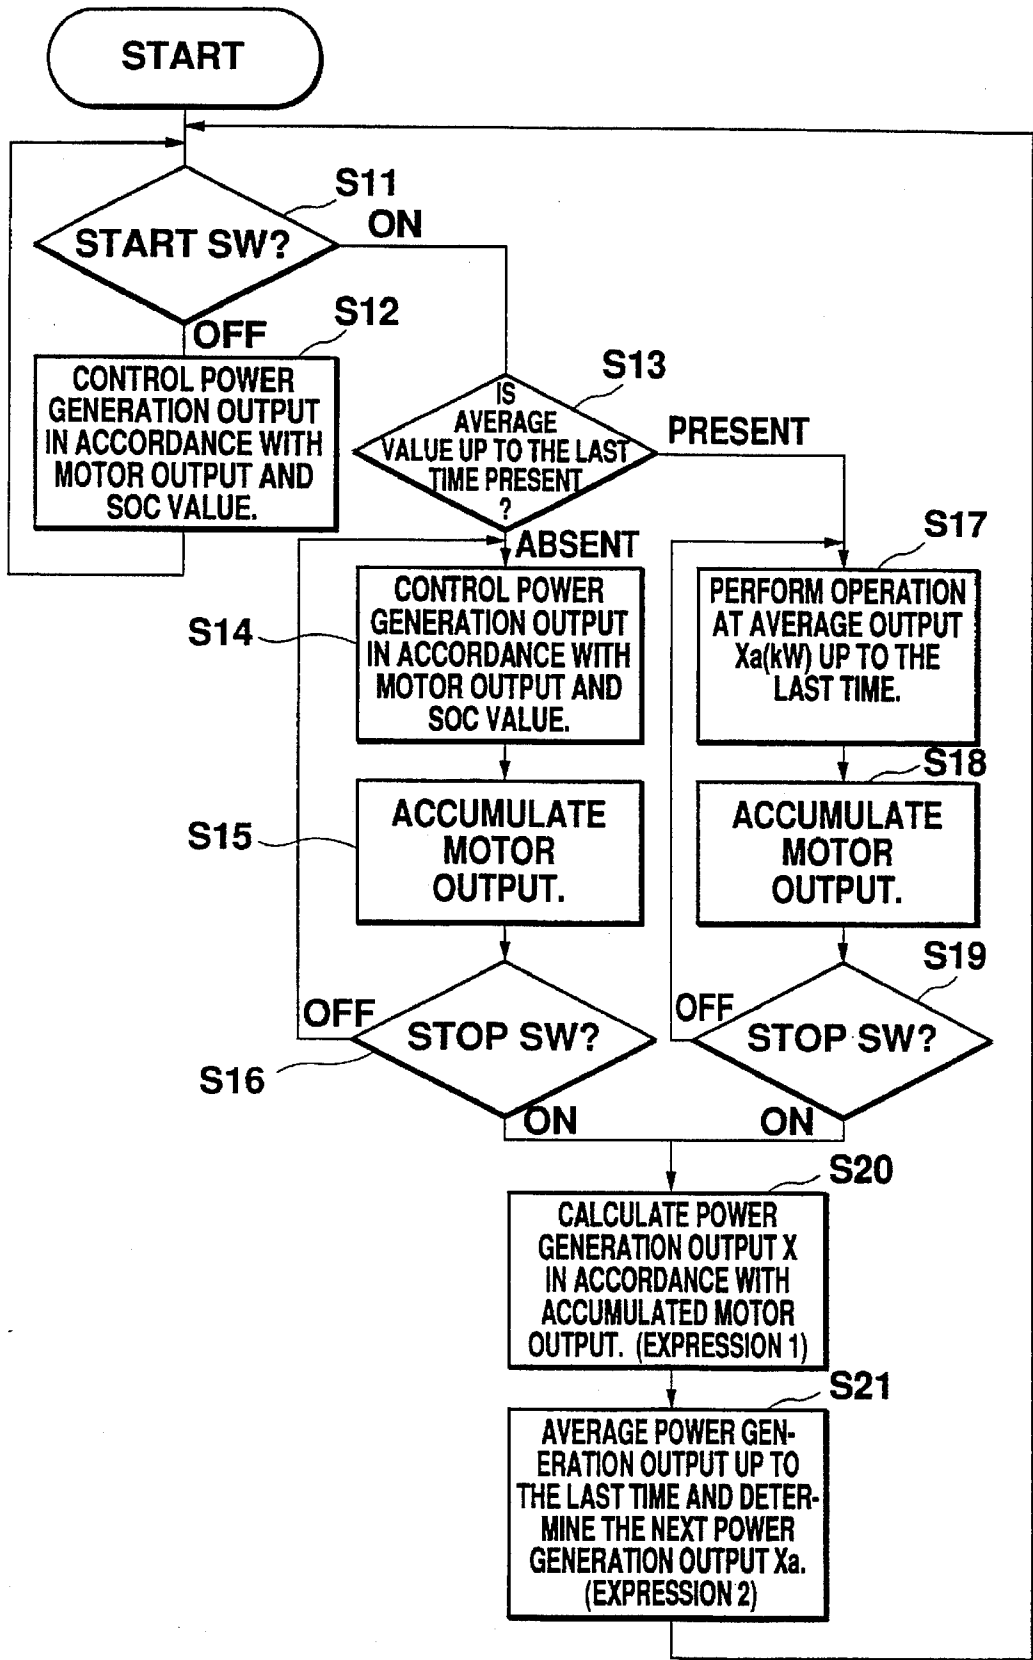 START
S11
START SW?
ON
S12
OFF
CONTROL POWER
GENERATION OUTPUT
IN ACCORDANCE WITH
MOTOR OUTPUT AND
SOC VALUE.
S13
IS
AVERAGE
VALUE UP TO THE LAST
TIME PRESENT
?
PRESENT
ABSENT
S14
CONTROL POWER
GENERATION OUTPUT
IN ACCORDANCE WITH
MOTOR OUTPUT AND
SOC VALUE.
S15
ACCUMULATE
MOTOR
OUTPUT.
OFF
STOP SW?
S16
ON
S17
PERFORM OPERATION
AT AVERAGE OUTPUT
Xa(kW) UP TO THE
LAST TIME.
S18
ACCUMULATE
MOTOR
OUTPUT.
S19
OFF
STOP SW?
ON
S20
CALCULATE POWER
GENERATION OUTPUT X
IN ACCORDANCE WITH
ACCUMULATED MOTOR
OUTPUT. (EXPRESSION 1)
S21
AVERAGE POWER GEN-
ERATION OUTPUT UP TO
THE LAST TIME AND DETER-
MINE THE NEXT POWER
GENERATION OUTPUT Xa.
(EXPRESSION 2)